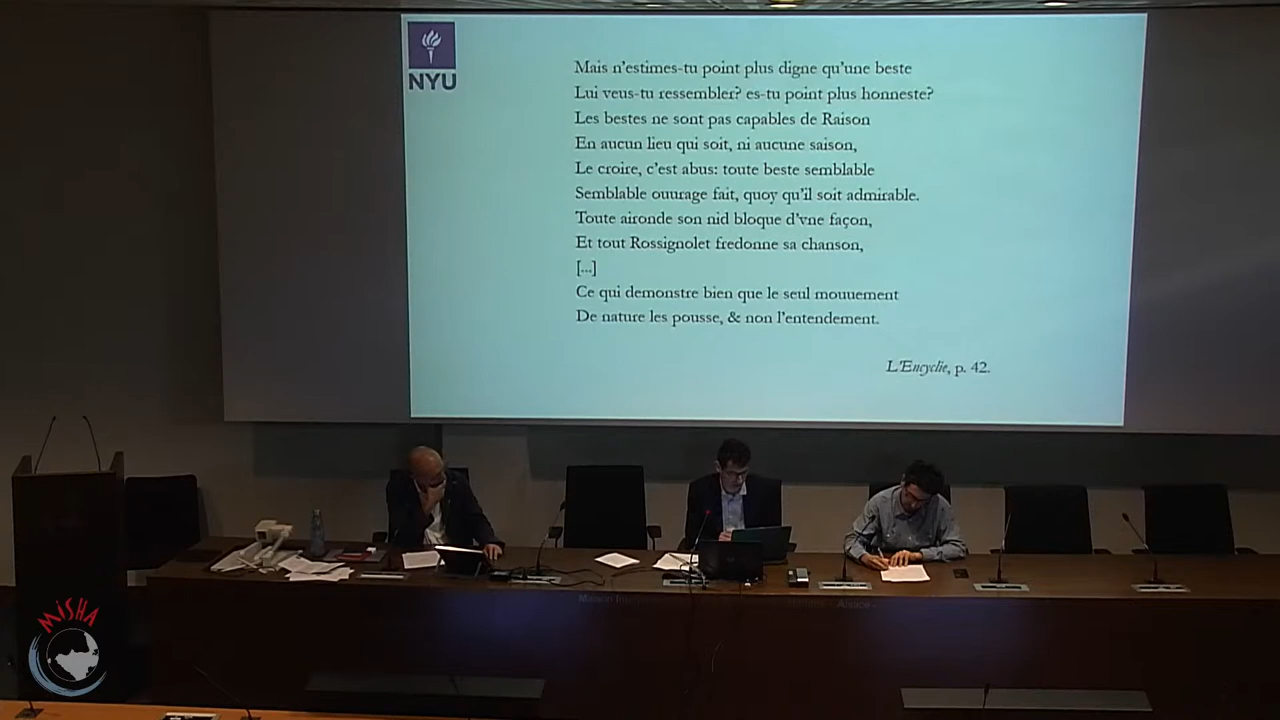 NYU
Mais n'estimes-tu point plus digne qu'une beste
Lui veus-tu ressembler? es-tu point plus honneste?
Les bestes ne sont pas capables de Raison
En aucun lieu qui soit, ni aucune saison,
Le croire, c'est abus: toute beste semblable
Semblable ouurage fait, quoy qu'il soit admirable.
Toute aironde son nid bloque d'vne façon,
Et tout Rossignolet fredonne sa chanson,
[...]
Ce qui demonstre bien que le seul mouuement
De nature les pousse, & non l'entendement.
L'Encyclie, p. 42.
Maison
Alsace
MISHA